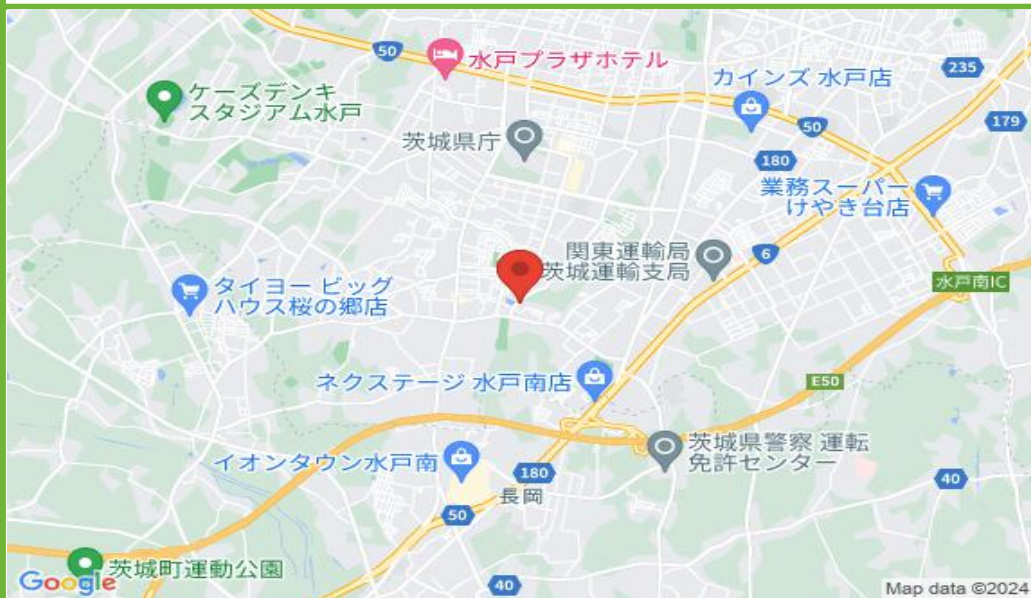 50
水戸プラザホテル
235
ケーズデンキ
スタジアム水戸
カインズ 水戸店
茨城県庁
50
179
180
業務スーパー
けやき台店
関東運輸局
茨城運輸支局
6
タイヨー ビッグ
ハウス桜の郷店
水戸南IC
ネクステージ 水戸南店
E50
茨城県警察 運転
免許センター
イオンタウン水戸南
180
40
長岡
50
茨城町運動公園
Google
40
Map data ©2024